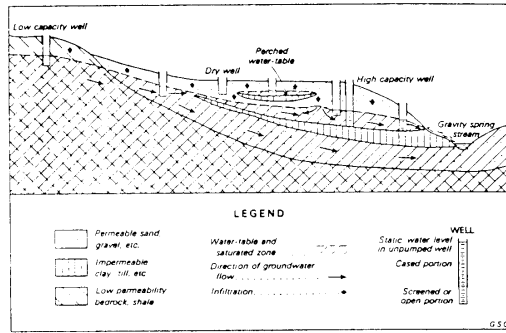 Low capacity well
Dry well
Perched
water-table
High capacity well
Gravity spring
stream
LEGEND
Permeable sand
gravel, etc.
Impermeable
clay, till, etc
Low permeability
bedrock, shale
Water-table and
saturated zone
Direction of groundwater
flow
Infiltration
WELL
Static water level
in unpumped well
Cased portion
Screened or
open portion
GSC